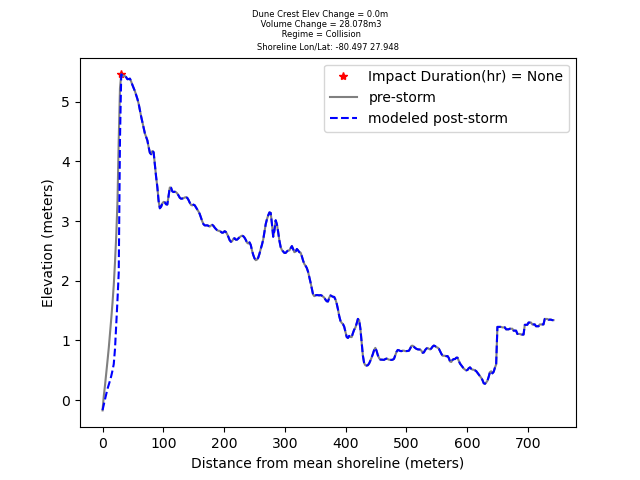 Dune Crest Elev Change = 0.0m
Volume Change = 28.078m3
Regime = Collision
Shoreline Lon/Lat: -80.497 27.948
Impact Duration(hr) = None
pre-storm
modeled post-storm
Elevation (meters)
5
4
3
2
1
0
0 100 200 300 400 500 600 700
Distance from mean shoreline (meters)